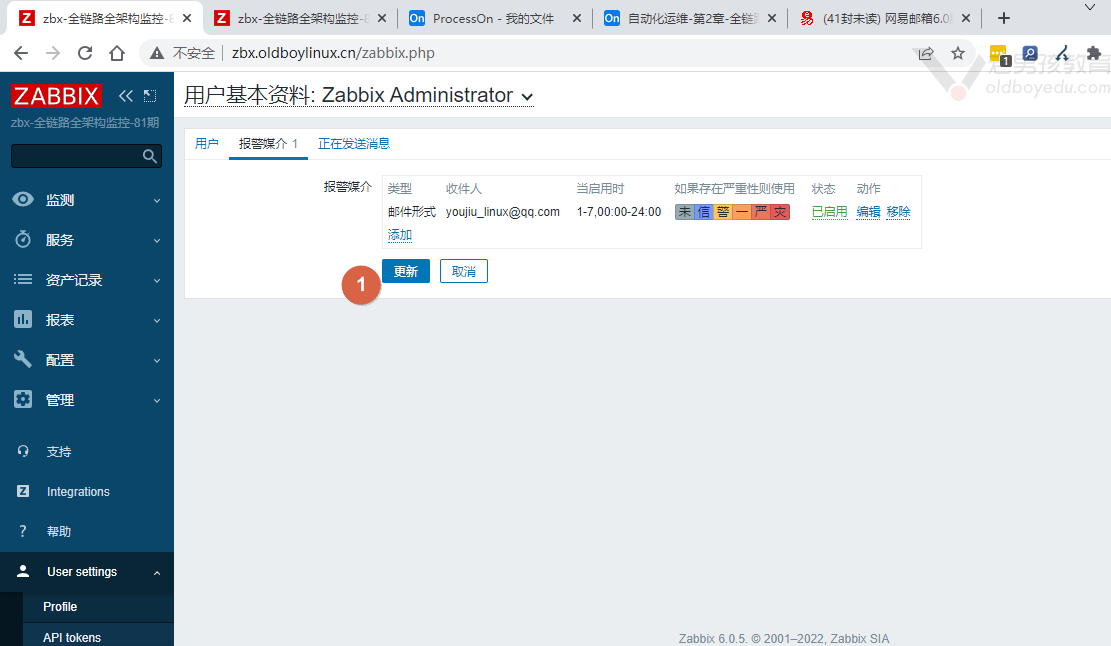 zbx-全链路全架构监控-8
zbx-全链路全架构监控-8
On ProcessOn - 我的文件
On 自动化运维-第2章-全链路
(41封未读) 网易邮箱6.0
不安全 zbx.oldboylinux.cn/zabbix.php
1
老男孩教育
oldboyedu.com
ZABBIX
zbx-全链路全架构监控-81期
监测
服务
资产记录
报表
配置
管理
支持
Integrations
帮助
User settings
Profile
API tokens
用户基本资料: Zabbix Administrator
用户 报警媒介 1 正在发送消息
报警媒介 类型 收件人 当启用时 如果存在严重性则使用 状态 动作
邮件形式 youjiu_linux@qq.com 1-7,00:00-24:00 未 信 警 一 严 灾 已启用 编辑 移除
添加
1 更新 取消
Zabbix 6.0.5. © 2001–2022, Zabbix SIA